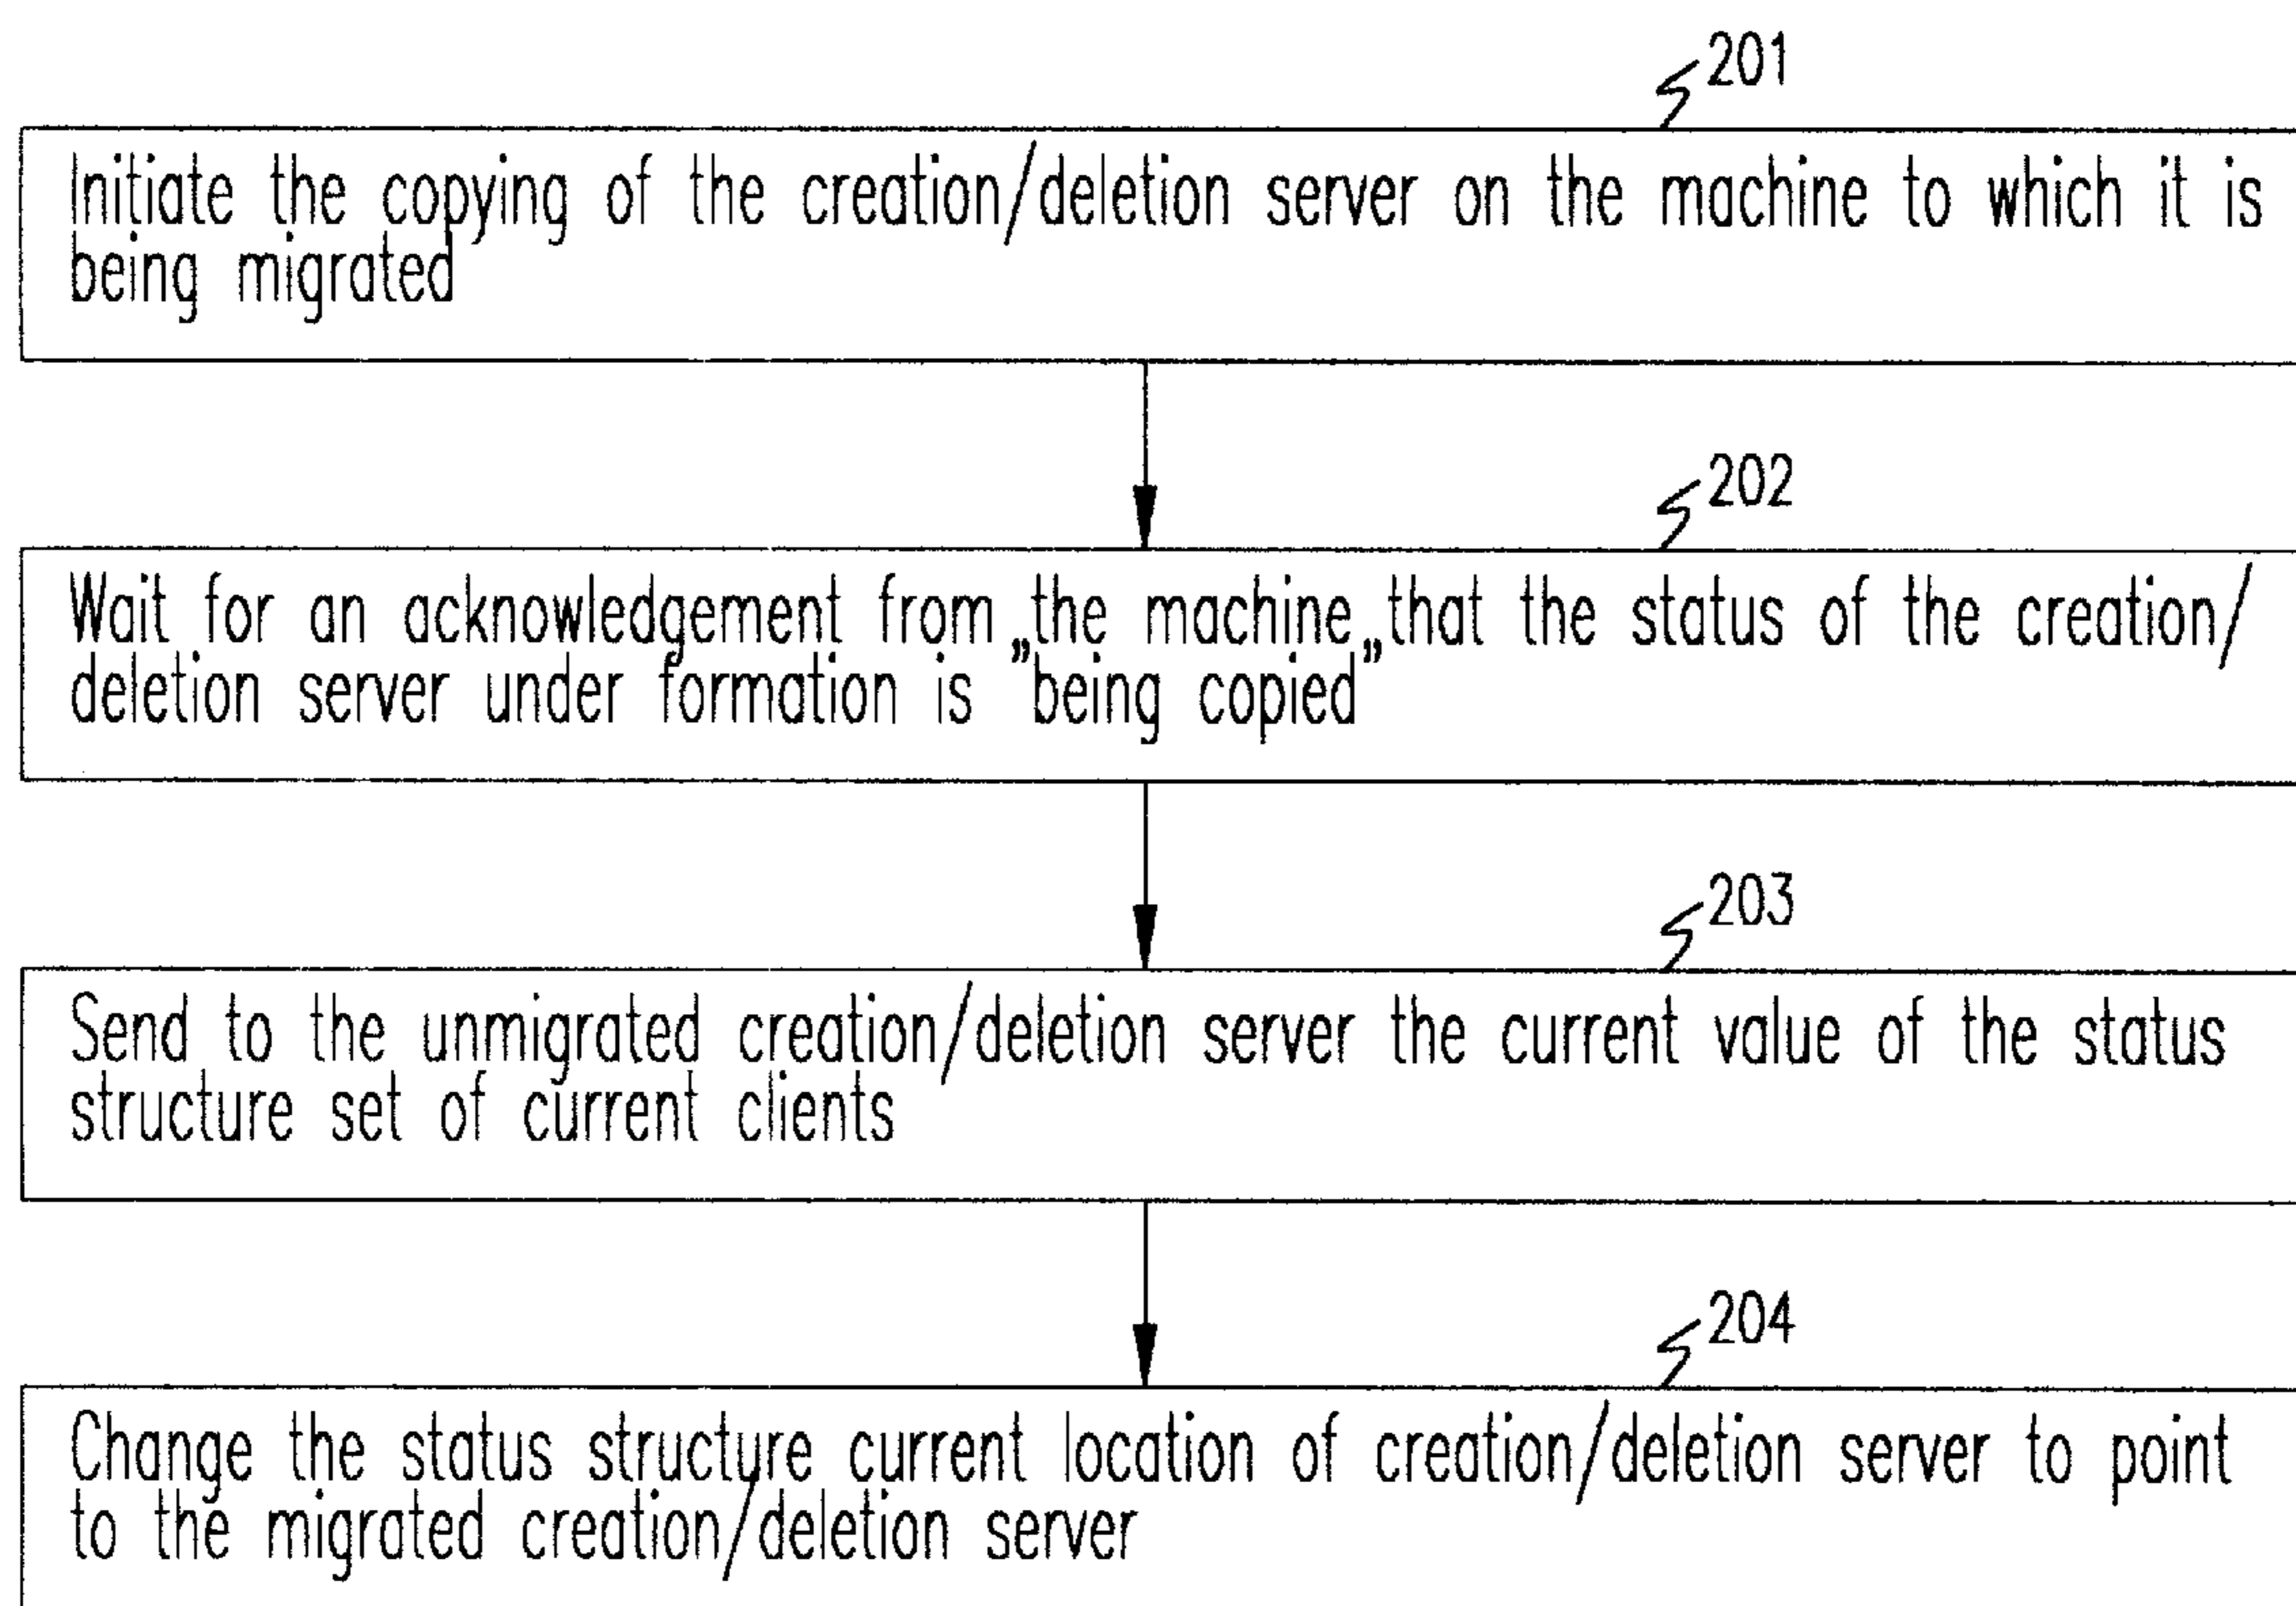 201
Initiate the copying of the creation/deletion server on the machine to which it is
being migrated
202
Wait for an acknowledgement from the machine that the status of the creation/
deletion server under formation is "being copied"
203
Send to the unmigrated creation/deletion server the current value of the status
structure set of current clients
204
Change the status structure current location of creation/deletion server to point
to the migrated creation/deletion server